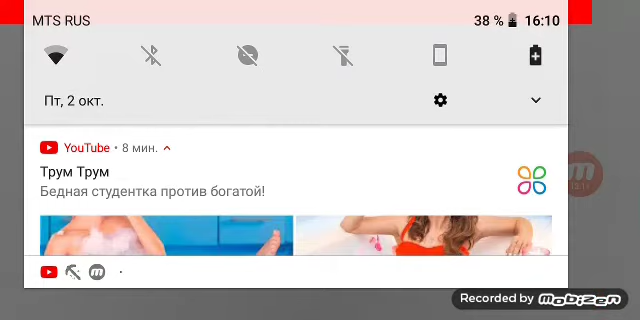 MTS RUS
38 % 16:10
Пт, 2 окт.
YouTube • 8 мин.
Трум Трум
Бедная студентка против богатой!
Recorded by mobizen